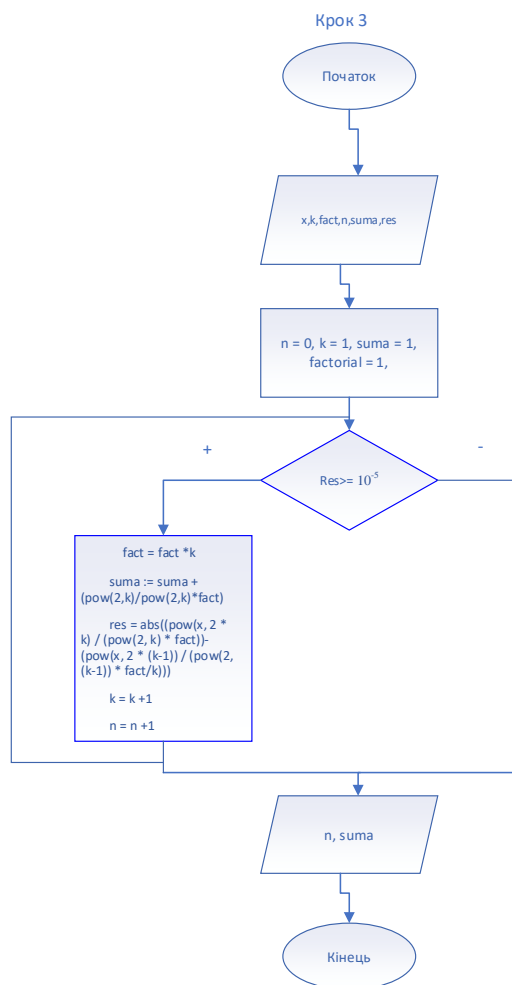 Крок 3
Початок
x,k,fact,n,suma,res
n = 0, k = 1, suma = 1,
factorial = 1,
+
-
Res>= 10⁻⁵
fact = fact *k
suma := suma +
(pow(2,k)/pow(2,k)*fact)
res = abs((pow(x, 2 *
k) / (pow(2, k) * fact))-
(pow(x, 2 * (k-1)) / (pow(2,
(k-1)) * fact/k)))
k = k +1
n = n +1
n, suma
Кінець